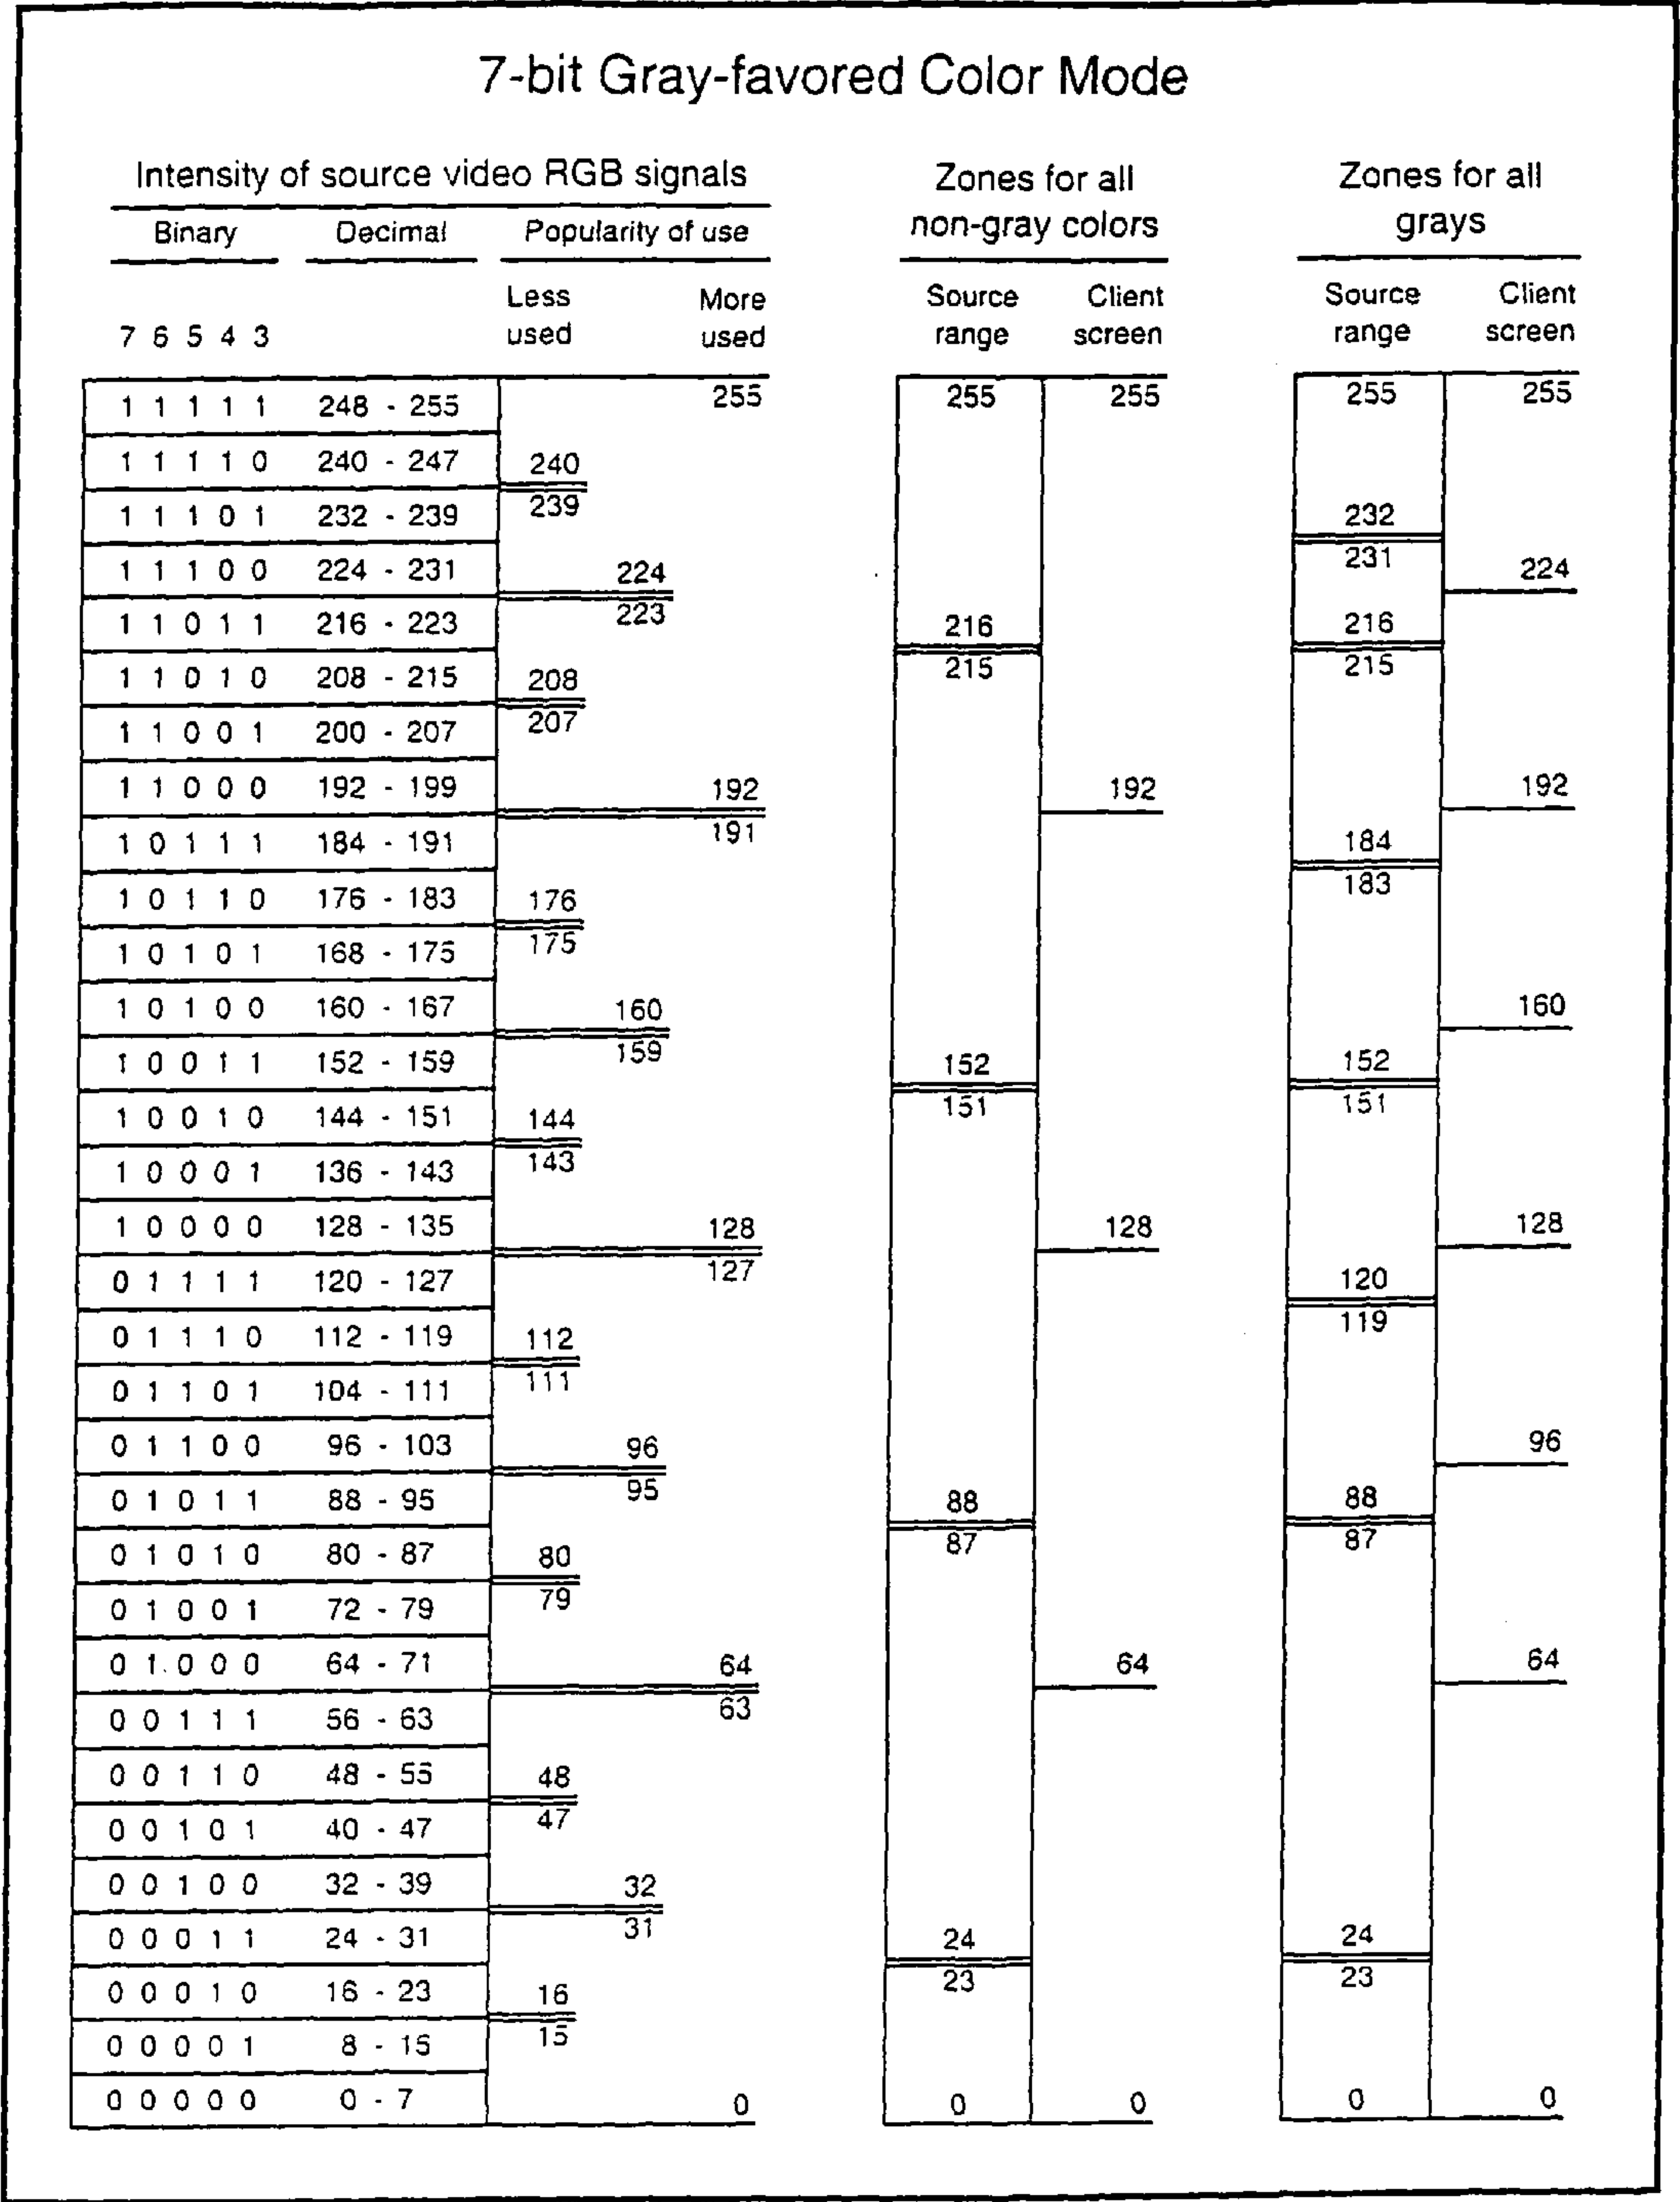 7-bit Gray-favored Color Mode
Intensity of source video RGB signals
Zones for all non-gray colors
Zones for all grays
Binary Decimal Popularity of use
Less used More used
Source range Client screen
Source range Client screen
7 6 5 4 3
1 1 1 1 1 248 - 255 255 255 255 255 255
1 1 1 1 0 240 - 247 240
1 1 1 0 1 232 - 239 239 232
1 1 1 0 0 224 - 231 224 231 224
1 1 0 1 1 216 - 223 223 216 216
1 1 0 1 0 208 - 215 208 215 215
1 1 0 0 1 200 - 207 207
1 1 0 0 0 192 - 199 192 192 192
1 0 1 1 1 184 - 191 191 184
1 0 1 1 0 176 - 183 176 183
1 0 1 0 1 168 - 175 175
1 0 1 0 0 160 - 167 160 160
1 0 0 1 1 152 - 159 159 152 152
1 0 0 1 0 144 - 151 144 151 151
1 0 0 0 1 136 - 143 143
1 0 0 0 0 128 - 135 128 128 128
0 1 1 1 1 120 - 127 127 120
0 1 1 1 0 112 - 119 112 119
0 1 1 0 1 104 - 111 111
0 1 1 0 0 96 - 103 96 96
0 1 0 1 1 88 - 95 95 88 88
0 1 0 1 0 80 - 87 80 87 87
0 1 0 0 1 72 - 79 79
0 1 0 0 0 64 - 71 64 64 64
0 0 1 1 1 56 - 63 63
0 0 1 1 0 48 - 55 48
0 0 1 0 1 40 - 47 47
0 0 1 0 0 32 - 39 32
0 0 0 1 1 24 - 31 31 24 24
0 0 0 1 0 16 - 23 16 23 23
0 0 0 0 1 8 - 15 15
0 0 0 0 0 0 - 7 0 0 0 0 0